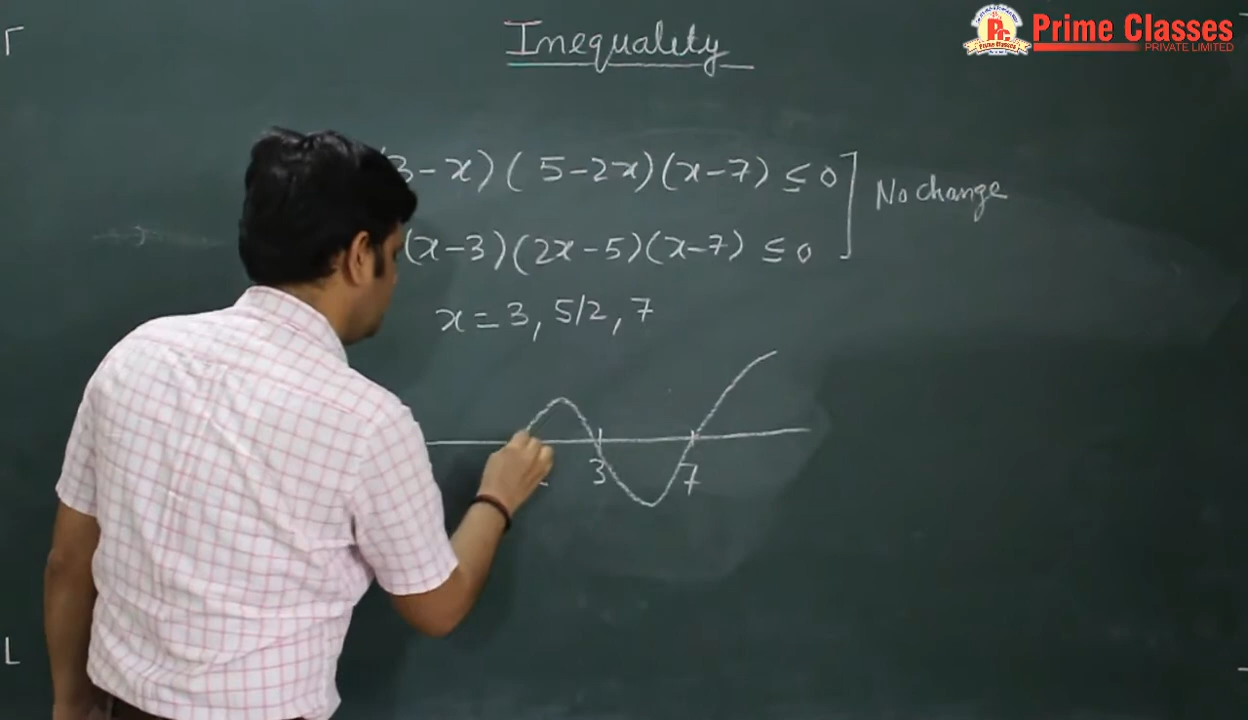 Inequality
Prime Classes
PRIVATE LIMITED
3-x)(5-2x)(x-7) ≤ 0
No change
(x-3)(2x-5)(x-7) ≤ 0
x = 3, 5/2, 7
3 7